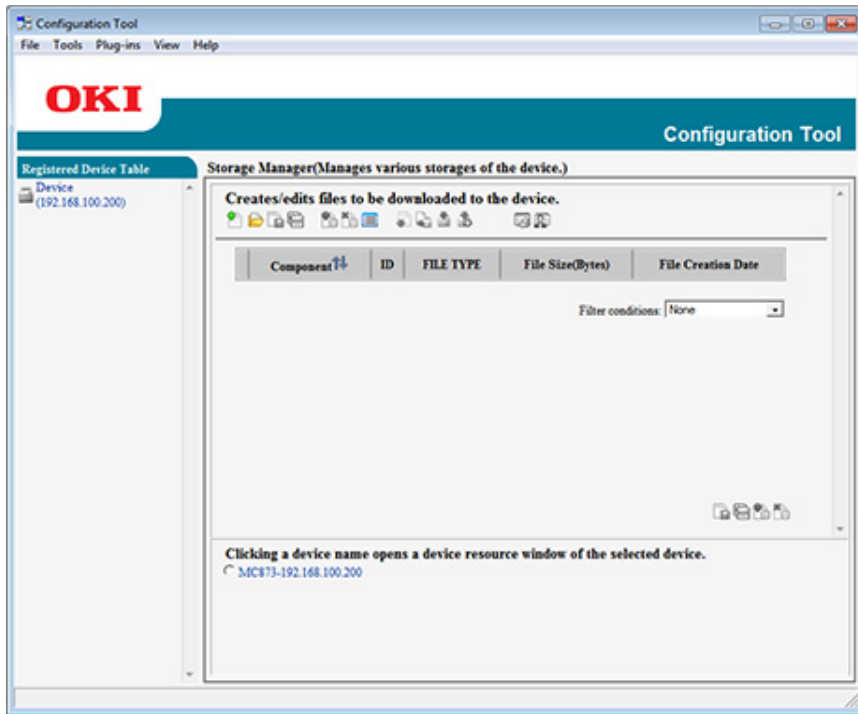 Configuration Tool
File Tools Plug-ins View Help
OKI
Configuration Tool
Registered Device Table
Device
(192.168.100.200)
Storage Manager(Manages various storages of the device.)
Creates/edits files to be downloaded to the device.
Component ID FILE TYPE File Size(Bytes) File Creation Date
Filter conditions: None
Clicking a device name opens a device resource window of the selected device.
MC873-192.168.100.200